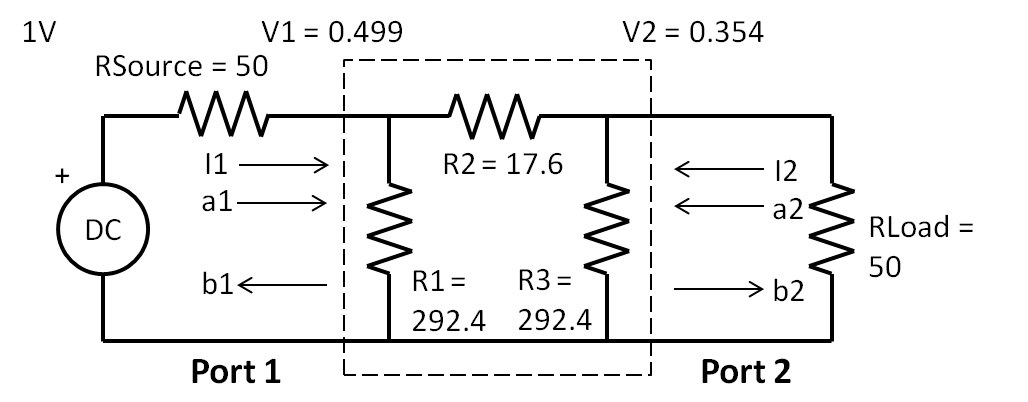 1V
V1 = 0.499
V2 = 0.354
RSource = 50
+
DC
I1
a1
b1
R2 = 17.6
R1 =
292.4
R3 =
292.4
I2
a2
b2
RLoad =
50
Port 1
Port 2